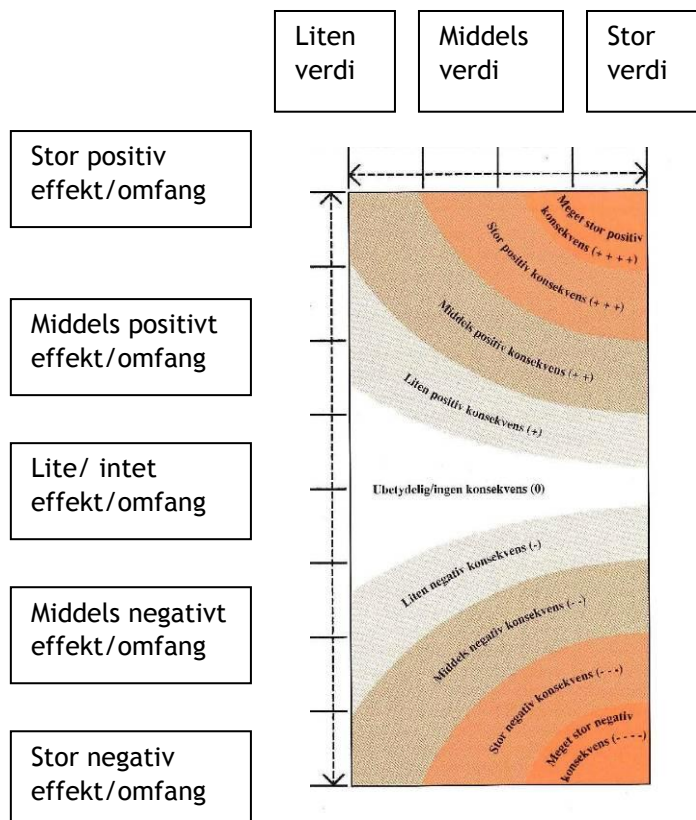 Liten
verdi
Middels
verdi
Stor
verdi
Stor positiv
effekt/omfang
Middels positivt
effekt/omfang
Lite/ intet
effekt/omfang
Middels negativt
effekt/omfang
Stor negativ
effekt/omfang
Meget stor positiv
konsekvens (+ + + +)
Stor positiv konsekvens (+ + +)
Middels positiv konsekvens (+ +)
Liten positiv konsekvens (+)
Ubetydelig/ingen konsekvens (0)
Liten negativ konsekvens (-)
Middels negativ konsekvens (- -)
Stor negativ konsekvens (- - -)
Meget stor negativ
konsekvens (- - - -)